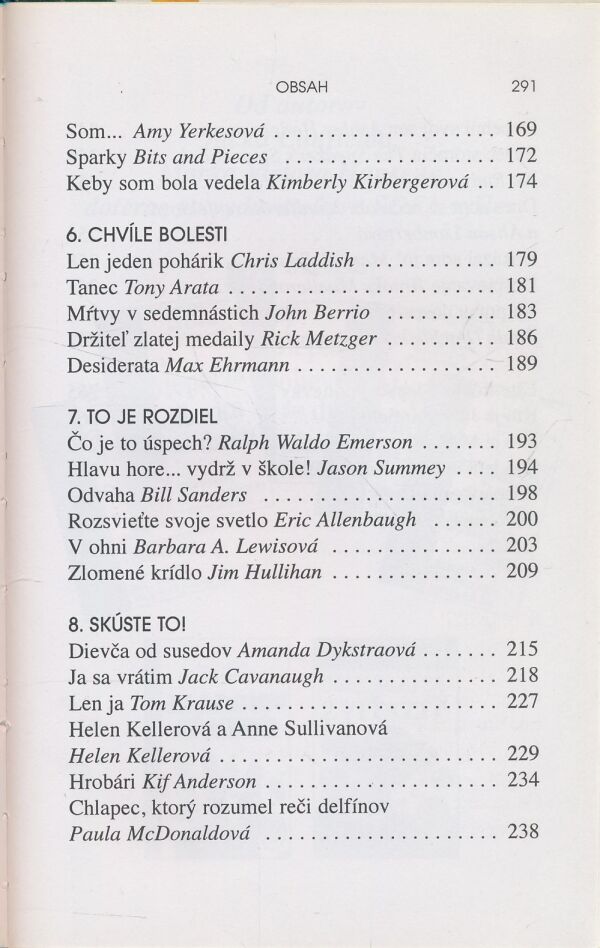 OBSAH 291
Som... Amy Yerkesová . . . . . . . . . . . . . . . . . . . 169
Sparky Bits and Pieces . . . . . . . . . . . . . . . . . . 172
Keby som bola vedela Kimberly Kirbergerová . . 174
6. CHVÍLE BOLESTI
Len jeden pohárik Chris Laddish . . . . . . . . . . . . 179
Tanec Tony Arata . . . . . . . . . . . . . . . . . . . . . . . 181
Mŕtvy v sedemnástich John Berrio . . . . . . . . . 183
Držiteľ zlatej medaily Rick Metzger . . . . . . . . . 186
Desiderata Max Ehrmann . . . . . . . . . . . . . . . . . 189
7. TO JE ROZDIEL
Čo je to úspech? Ralph Waldo Emerson . . . . . . . 193
Hlavu hore... vydrž v škole! Jason Summey . . . . 194
Odvaha Bill Sanders . . . . . . . . . . . . . . . . . . . . 198
Rozsvieťte svoje svetlo Eric Allenbaugh . . . . . . 200
V ohni Barbara A. Lewisová . . . . . . . . . . . . . . 203
Zlomené krídlo Jim Hullihan . . . . . . . . . . . . . . 209
8. SKÚSTE TO!
Dievča od susedov Amanda Dykstraová . . . . . . . 215
Ja sa vrátim Jack Cavanaugh . . . . . . . . . . . . . . 218
Len ja Tom Krause . . . . . . . . . . . . . . . . . . . . . . 227
Helen Kellerová a Anne Sullivanová
Helen Kellerová . . . . . . . . . . . . . . . . . . . . . . . . 229
Hrobári Kif Anderson . . . . . . . . . . . . . . . . . . . . 234
Chlapec, ktorý rozumel reči delfínov
Paula McDonaldová . . . . . . . . . . . . . . . . . . . . 238